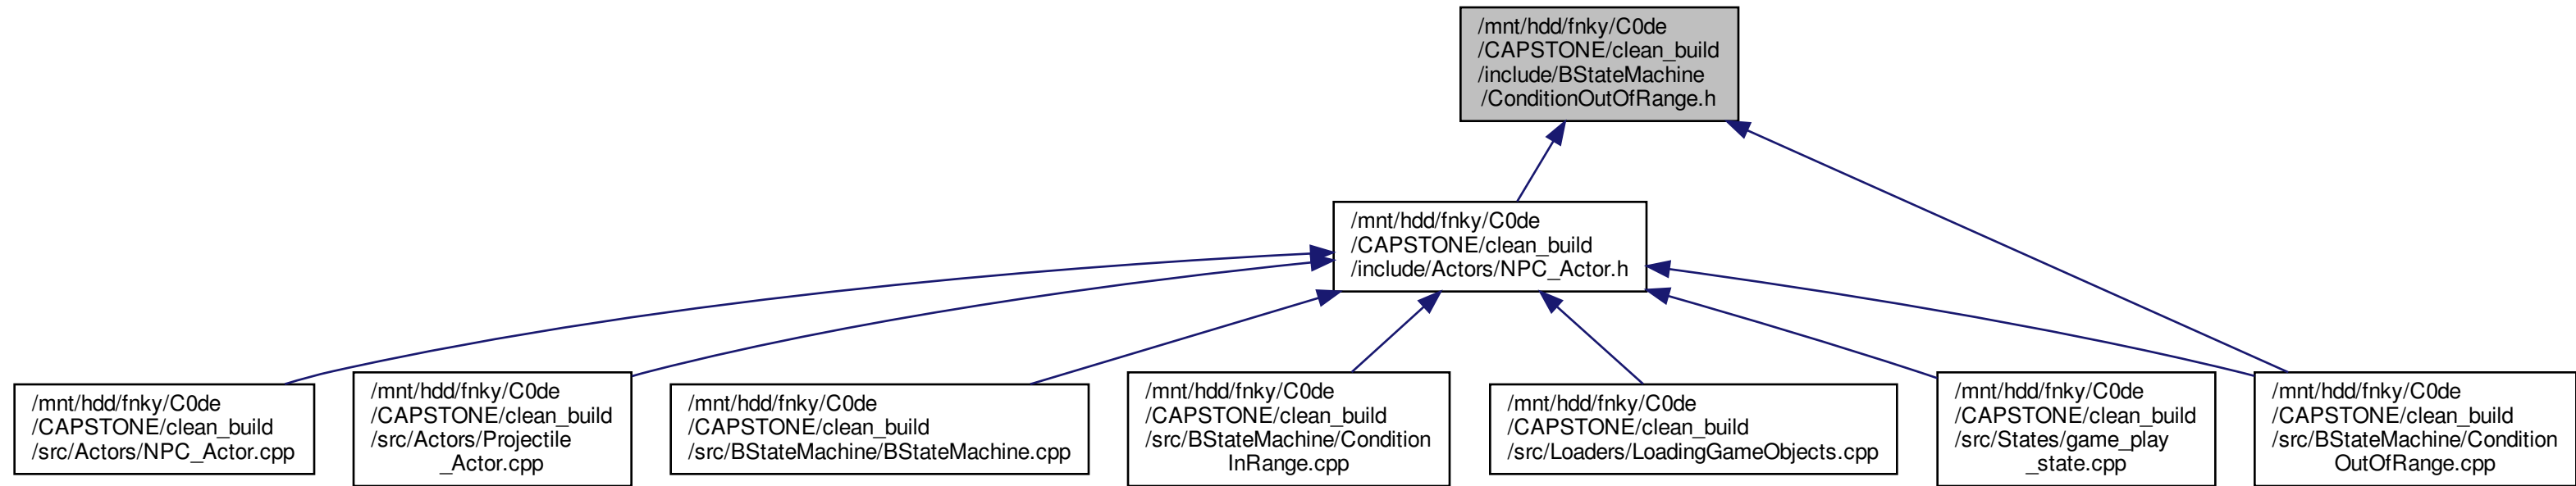 /mnt/hdd/fnky/C0de
/CAPSTONE/clean_build
/include/BStateMachine
/ConditionOutOfRange.h
/mnt/hdd/fnky/C0de
/CAPSTONE/clean_build
/include/Actors/NPC_Actor.h
/mnt/hdd/fnky/C0de
/CAPSTONE/clean_build
/src/Actors/NPC_Actor.cpp
/mnt/hdd/fnky/C0de
/CAPSTONE/clean_build
/src/Actors/Projectile
_Actor.cpp
/mnt/hdd/fnky/C0de
/CAPSTONE/clean_build
/src/BStateMachine/BStateMachine.cpp
/mnt/hdd/fnky/C0de
/CAPSTONE/clean_build
/src/BStateMachine/Condition
InRange.cpp
/mnt/hdd/fnky/C0de
/CAPSTONE/clean_build
/src/Loaders/LoadingGameObjects.cpp
/mnt/hdd/fnky/C0de
/CAPSTONE/clean_build
/src/States/game_play
_state.cpp
/mnt/hdd/fnky/C0de
/CAPSTONE/clean_build
/src/BStateMachine/Condition
OutOfRange.cpp